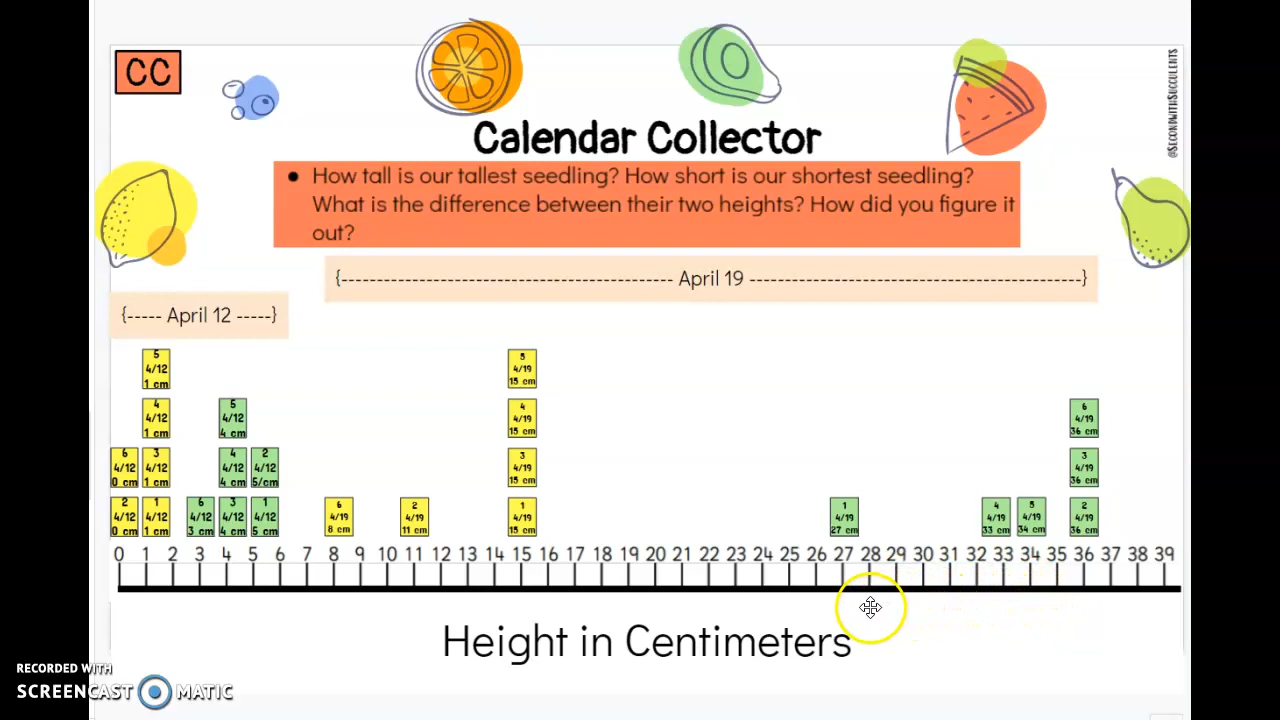 CC
@SECONDWITHSUCCULENTS
Calendar Collector
● How tall is our tallest seedling? How short is our shortest seedling?
What is the difference between their two heights? How did you figure it
out?
{----------------------------------------------- April 19 -----------------------------------------------}
{----- April 12 -----}
5 4/12 1 cm
5 4/19 15 cm
4 4/12 1 cm
5 4/12 4 cm
4 4/19 15 cm
6 4/19 36 cm
6 4/12 0 cm
3 4/12 1 cm
4 4/12 4 cm
2 4/12 5/cm
3 4/19 15 cm
3 4/19 36 cm
2 4/12 0 cm
1 4/12 1 cm
6 4/12 3 cm
3 4/12 4 cm
1 4/12 5 cm
6 4/19 8 cm
2 4/19 11 cm
1 4/19 15 cm
1 4/19 27 cm
4 4/19 33 cm
5 4/19 34 cm
2 4/19 36 cm
0 1 2 3 4 5 6 7 8 9 10 11 12 13 14 15 16 17 18 19 20 21 22 23 24 25 26 27 28 29 30 31 32 33 34 35 36 37 38 39
Height in Centimeters
RECORDED WITH
SCREENCAST MATIC